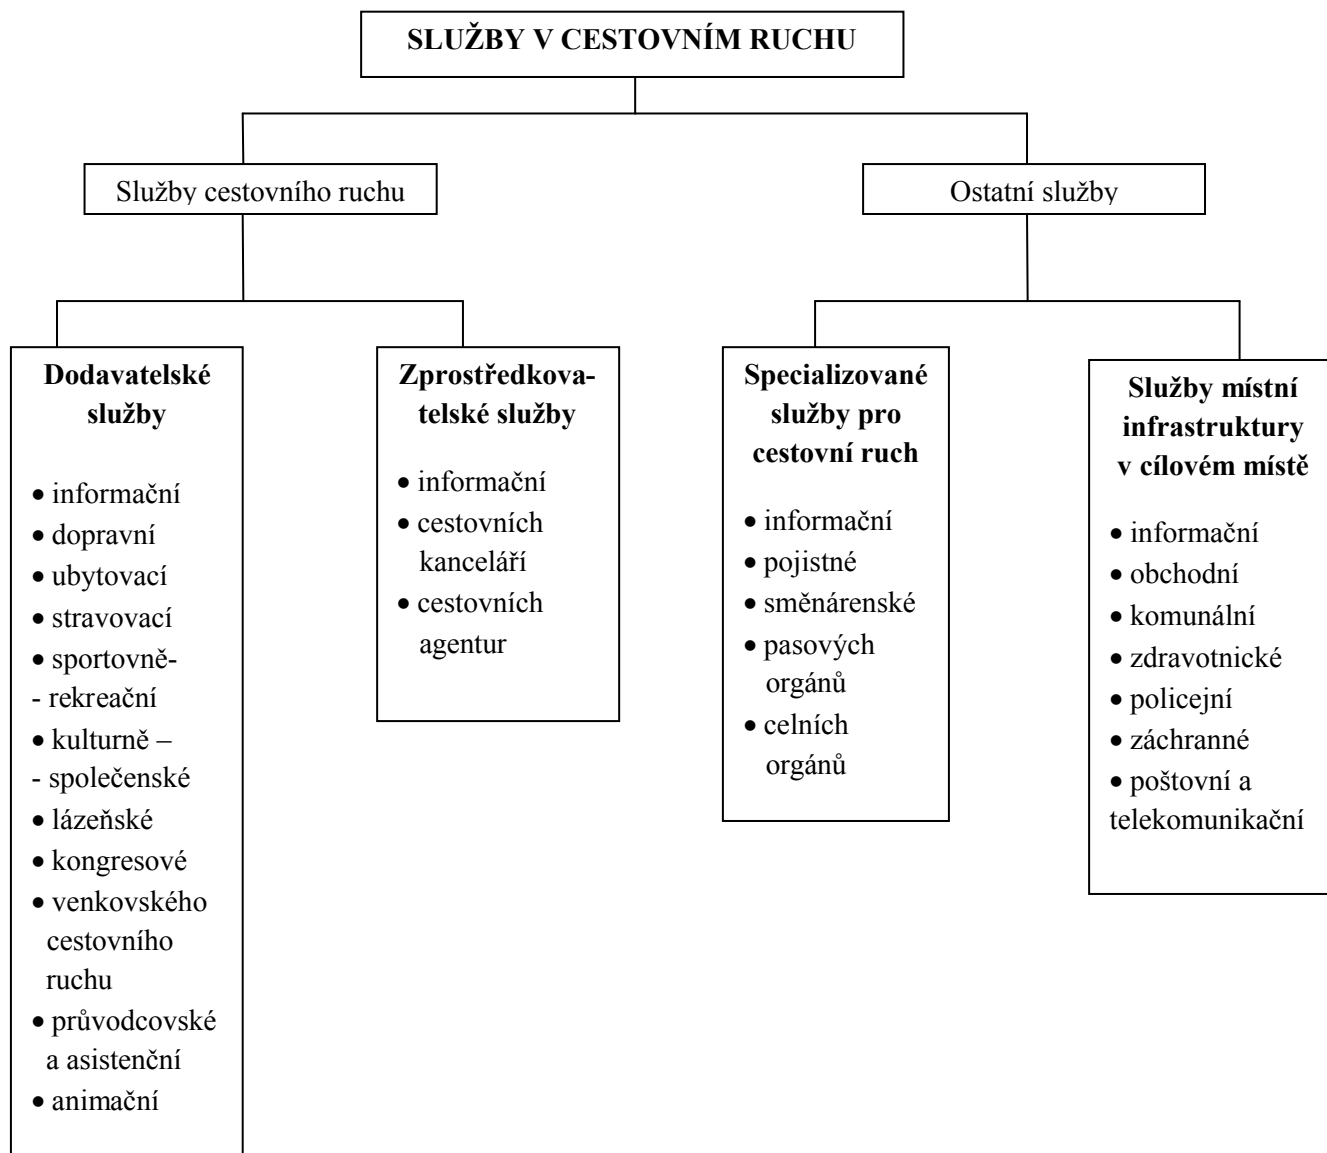 SLUŽBY V CESTOVNÍM RUCHU
Služby cestovního ruchu
Ostatní služby
Dodavatelské
služby
• informační
• dopravní
• ubytovací
• stravovací
• sportovně-
- rekreační
• kulturně –
- společenské
• lázeňské
• kongresové
• venkovského
cestovního
ruchu
• průvodcovské
a asistenční
• animační
Zprostředkova-
telské služby
• informační
• cestovních
kanceláří
• cestovních
agentur
Specializované
služby pro
cestovní ruch
• informační
• pojistné
• směnárenské
• pasových
orgánů
• celních
orgánů
Služby místní
infrastruktury
v cílovém místě
• informační
• obchodní
• komunální
• zdravotnické
• policejní
• záchranné
• poštovní a
telekomunikační